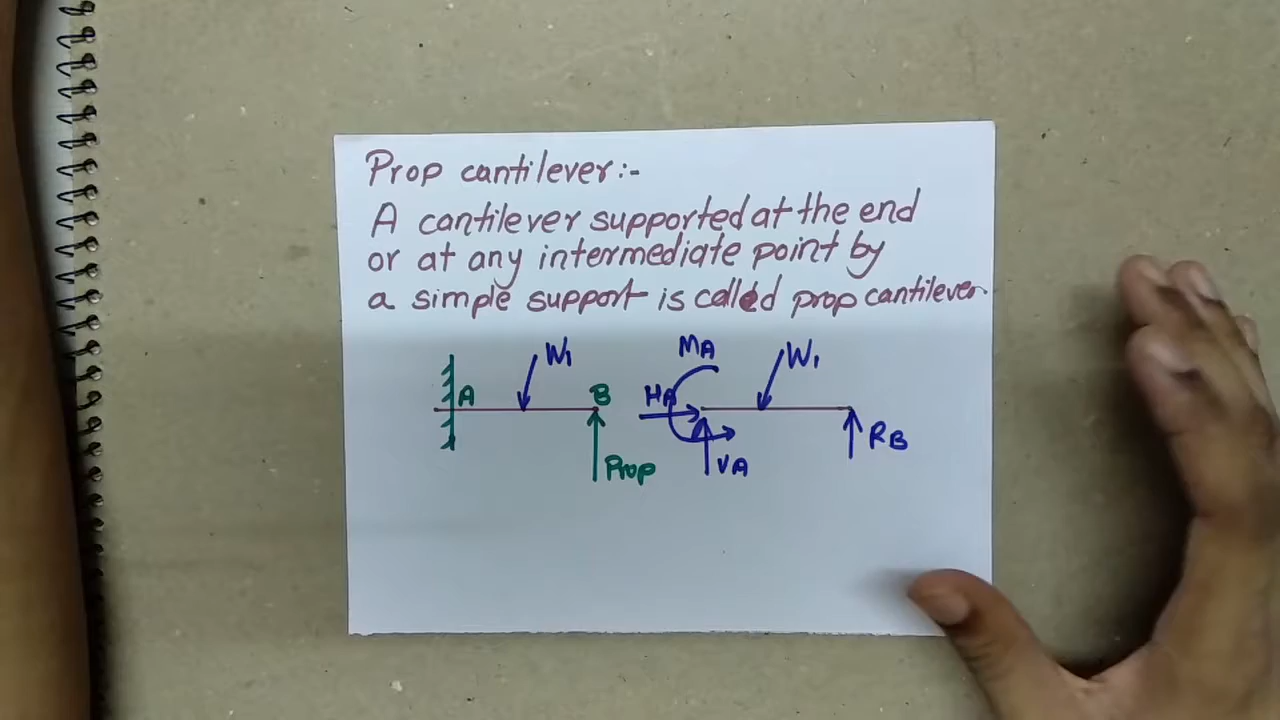 Prop cantilever:-
A cantilever supported at the end
or at any intermediate point by
a simple support is called prop cantilever
W1 MA W1
A B HA
RB
Prop VA